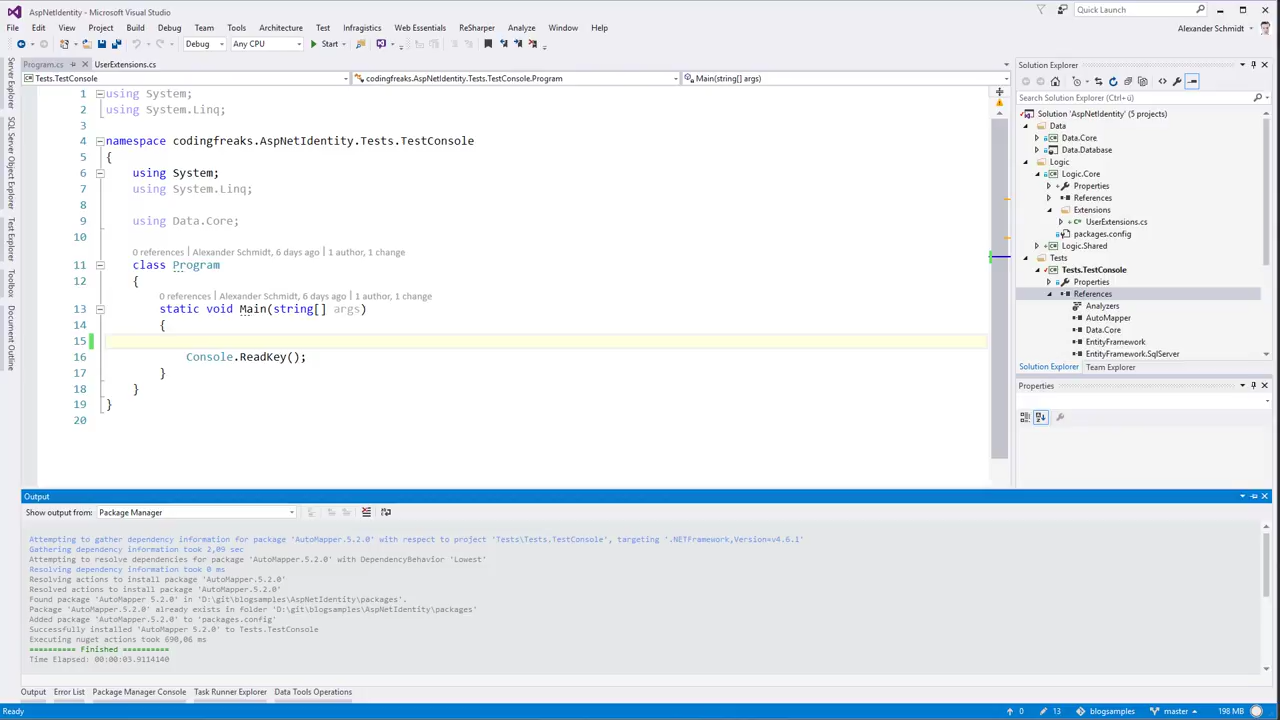 AspNetIdentity - Microsoft Visual Studio
Quick Launch (Ctrl+Q)
File Edit View Project Build Debug Team Tools Architecture Test Infragistics Web Essentials ReSharper Analyze Window Help
Alexander Schmidt
Debug Any CPU Start
Program.cs UserExtensions.cs
Tests.TestConsole codingfreaks.AspNetIdentity.Tests.TestConsole.Program Main(string[] args)
Server Explorer
SQL Server Object Explorer
Test Explorer
Toolbox
Document Outline
1 using System;
2 using System.Linq;
3
4 namespace codingfreaks.AspNetIdentity.Tests.TestConsole
5 {
6 using System;
7 using System.Linq;
8
9 using Data.Core;
10
0 references | Alexander Schmidt, 6 days ago | 1 author, 1 change
11 class Program
12 {
0 references | Alexander Schmidt, 6 days ago | 1 author, 1 change
13 static void Main(string[] args)
14 {
15
16 Console.ReadKey();
17 }
18 }
19 }
20
Solution Explorer
Search Solution Explorer (Ctrl+ü)
Solution 'AspNetIdentity' (5 projects)
Data
Data.Core
Data.Database
Logic
Logic.Core
Properties
References
Extensions
UserExtensions.cs
packages.config
Logic.Shared
Tests
Tests.TestConsole
Properties
References
Analyzers
AutoMapper
Data.Core
EntityFramework
EntityFramework.SqlServer
Solution Explorer Team Explorer
Properties
Output
Show output from: Package Manager
Attempting to gather dependency information for package 'AutoMapper.5.2.0' with respect to project 'Tests\Tests.TestConsole', targeting '.NETFramework,Version=v4.6.1'
Gathering dependency information took 2,09 sec
Attempting to resolve dependencies for package 'AutoMapper.5.2.0' with DependencyBehavior 'Lowest'
Resolving dependency information took 0 ms
Resolving actions to install package 'AutoMapper.5.2.0'
Resolved actions to install package 'AutoMapper.5.2.0'
Found package 'AutoMapper 5.2.0' in 'D:\git\blogsamples\AspNetIdentity\packages'.
Package 'AutoMapper.5.2.0' already exists in folder 'D:\git\blogsamples\AspNetIdentity\packages'
Added package 'AutoMapper.5.2.0' to 'packages.config'
Successfully installed 'AutoMapper 5.2.0' to Tests.TestConsole
Executing nuget actions took 690,06 ms
========== Finished ==========
Time Elapsed: 00:00:03.9114140
Output Error List Package Manager Console Task Runner Explorer Data Tools Operations
Ready 0 13 blogsamples master 198 MB